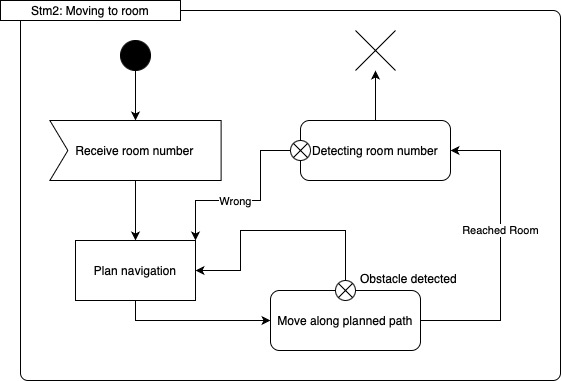 Stm2: Moving to room
Receive room number
Detecting room number
Wrong
Reached Room
Plan navigation
Obstacle detected
Move along planned path